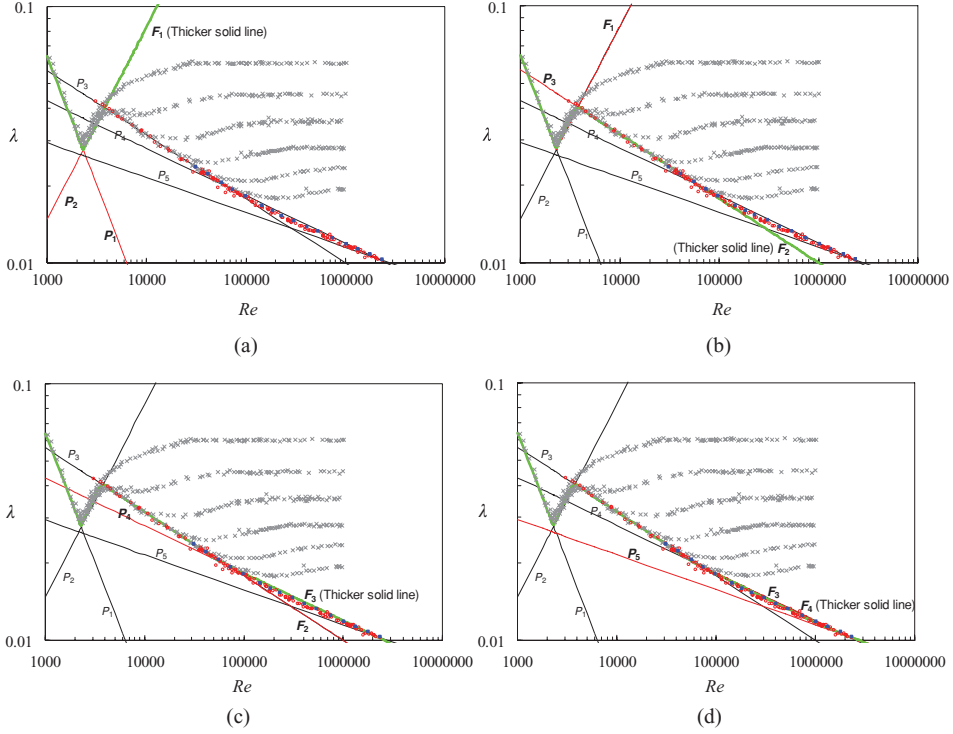 0.1
F1 (Thicker solid line)
P3
λ
P4
P5
P2
P1
0.01
1000 10000 100000 1000000 10000000
Re
(a)
0.1
F1
P3
λ
P4
P5
P2
(Thicker solid line) F2
P1
0.01
1000 10000 100000 1000000 10000000
Re
(b)
0.1
P3
λ
P4
P5
P2
F3 (Thicker solid line)
P1
F2
0.01
1000 10000 100000 1000000 10000000
Re
(c)
0.1
P3
λ
P4
P5
P2
F3
P1
F4 (Thicker solid line)
0.01
1000 10000 100000 1000000 10000000
Re
(d)